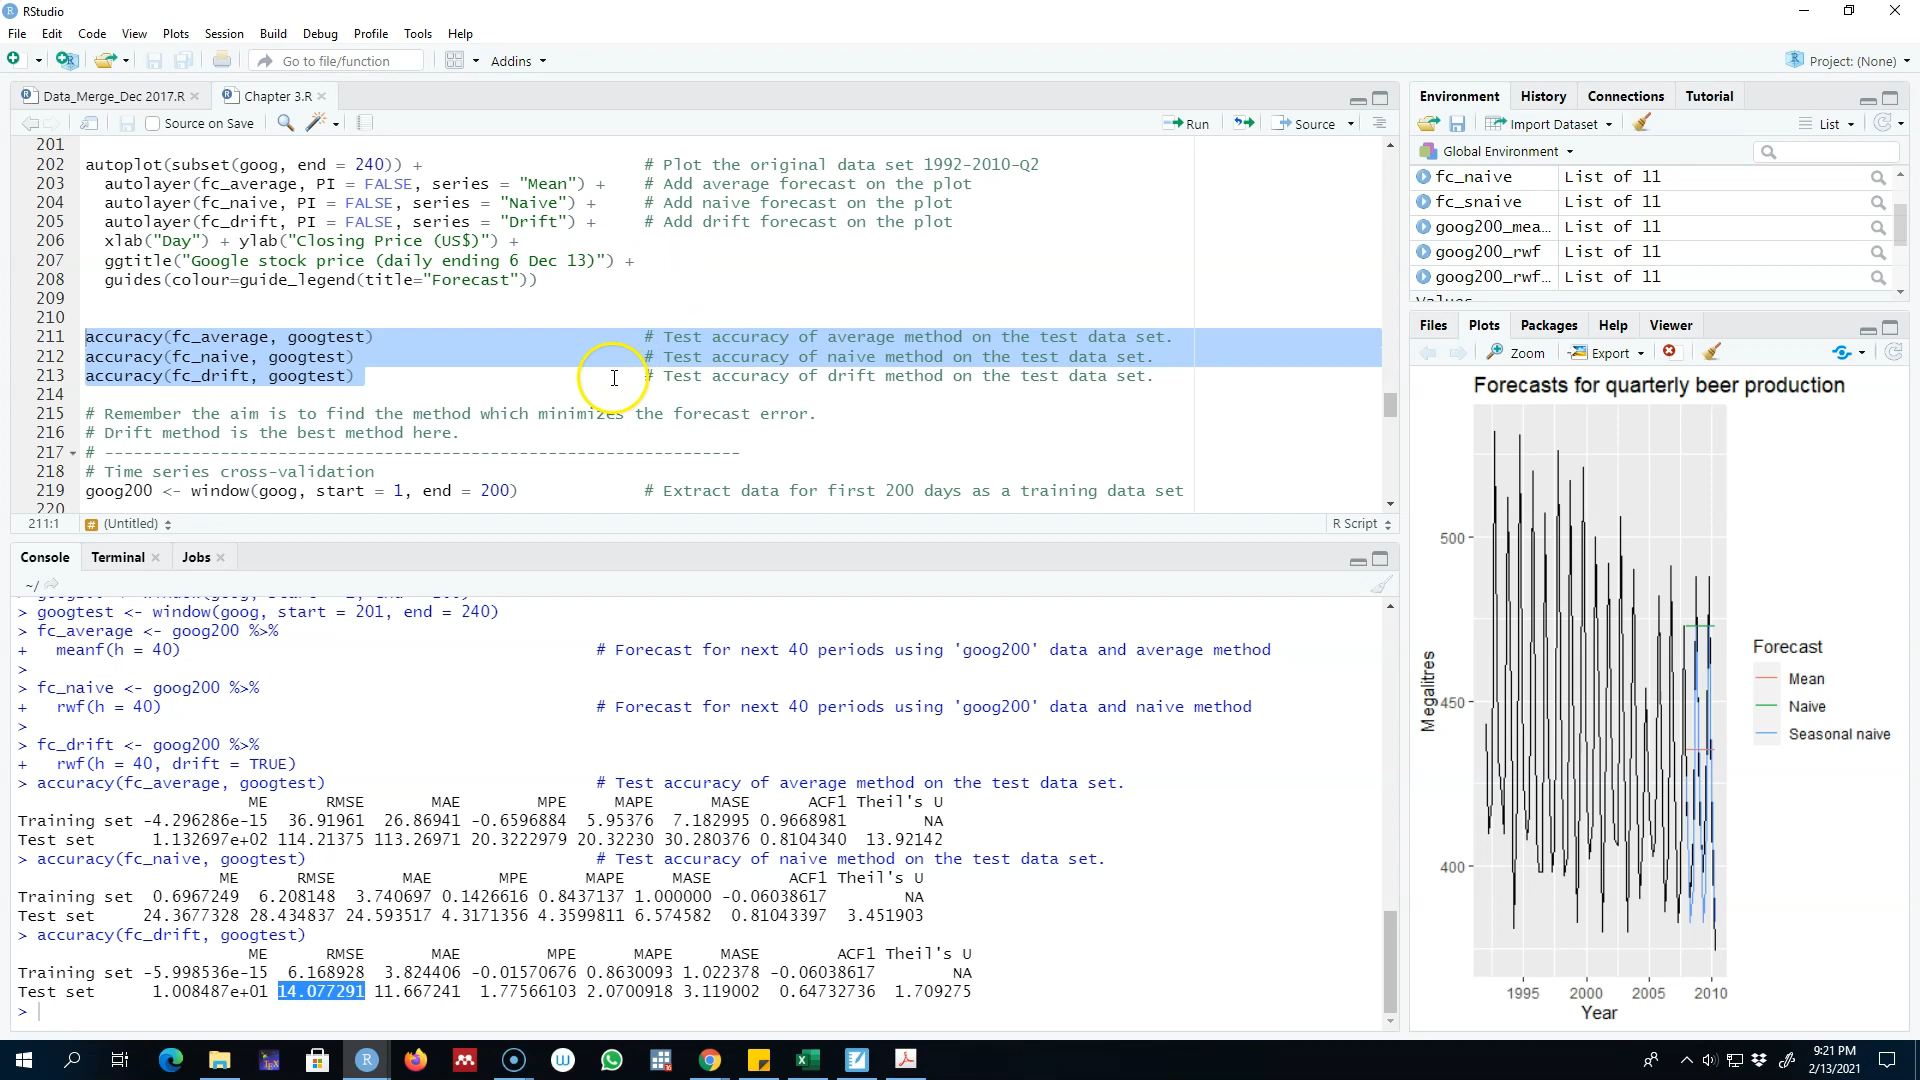 RStudio
File Edit Code View Plots Session Build Debug Profile Tools Help
Go to file/function Addins Project: (None)
Data_Merge_Dec 2017.R Chapter 3.R
Source on Save Run Source
201
202 autoplot(subset(goog, end = 240)) + # Plot the original data set 1992-2010-Q2
203 autolayer(fc_average, PI = FALSE, series = "Mean") + # Add average forecast on the plot
204 autolayer(fc_naive, PI = FALSE, series = "Naive") + # Add naive forecast on the plot
205 autolayer(fc_drift, PI = FALSE, series = "Drift") + # Add drift forecast on the plot
206 xlab("Day") + ylab("Closing Price (US$)") +
207 ggtitle("Google stock price (daily ending 6 Dec 13)") +
208 guides(colour=guide_legend(title="Forecast"))
209
210
211 accuracy(fc_average, googtest) # Test accuracy of average method on the test data set.
212 accuracy(fc_naive, googtest) # Test accuracy of naive method on the test data set.
213 accuracy(fc_drift, googtest) # Test accuracy of drift method on the test data set.
214
215 # Remember the aim is to find the method which minimizes the forecast error.
216 # Drift method is the best method here.
217 # ------------------------------------------------------------------
218 # Time series cross-validation
219 goog200 <- window(goog, start = 1, end = 200) # Extract data for first 200 days as a training data set
220
211:1 (Untitled) R Script
Console Terminal Jobs
~/
> googtest <- window(goog, start = 201, end = 240)
> fc_average <- goog200 %>%
+ meanf(h = 40) # Forecast for next 40 periods using 'goog200' data and average method
>
> fc_naive <- goog200 %>%
+ rwf(h = 40) # Forecast for next 40 periods using 'goog200' data and naive method
>
> fc_drift <- goog200 %>%
+ rwf(h = 40, drift = TRUE)
> accuracy(fc_average, googtest) # Test accuracy of average method on the test data set.
ME RMSE MAE MPE MAPE MASE ACF1 Theil's U
Training set -4.296286e-15 36.91961 26.86941 -0.6596884 5.95376 7.182995 0.9668981 NA
Test set 1.132697e+02 114.21375 113.26971 20.3222979 20.32230 30.280376 0.8104340 13.92142
> accuracy(fc_naive, googtest) # Test accuracy of naive method on the test data set.
ME RMSE MAE MPE MAPE MASE ACF1 Theil's U
Training set 0.6967249 6.208148 3.740697 0.1426616 0.8437137 1.000000 -0.06038617 NA
Test set 24.3677328 28.434837 24.593517 4.3171356 4.3599811 6.574582 0.81043397 3.451903
> accuracy(fc_drift, googtest)
ME RMSE MAE MPE MAPE MASE ACF1 Theil's U
Training set -5.998536e-15 6.168928 3.824406 -0.01570676 0.8630093 1.022378 -0.06038617 NA
Test set 1.008487e+01 14.077291 11.667241 1.77566103 2.0700918 3.119002 0.64732736 1.709275
>
Environment History Connections Tutorial
Import Dataset List
Global Environment
fc_naive List of 11
fc_snaive List of 11
goog200_mea… List of 11
goog200_rwf List of 11
goog200_rwf… List of 11
Files Plots Packages Help Viewer
Zoom Export
Forecasts for quarterly beer production
500
450
400
Megalitres
1995 2000 2005 2010
Year
Forecast
Mean
Naive
Seasonal naive
9:21 PM
2/13/2021